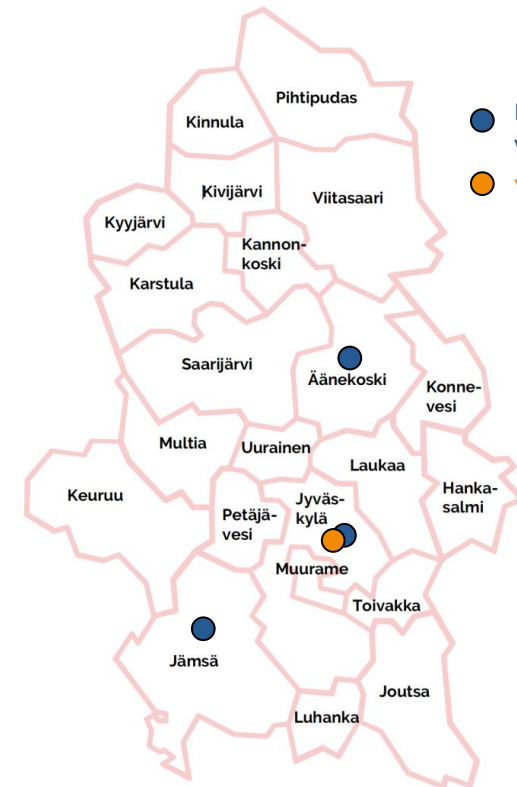 Pihtipudas
Kinnula
Kivijärvi
Viitasaari
Kyyjärvi
Kannon-
koski
Karstula
Saarijärvi
Äänekoski
Konne-
vesi
Multia
Uurainen
Laukaa
Keuruu
Hanka-
salmi
Jyväs-
kylä
Petäjä-
vesi
Muurame
Toivakka
Jämsä
Joutsa
Luhanka